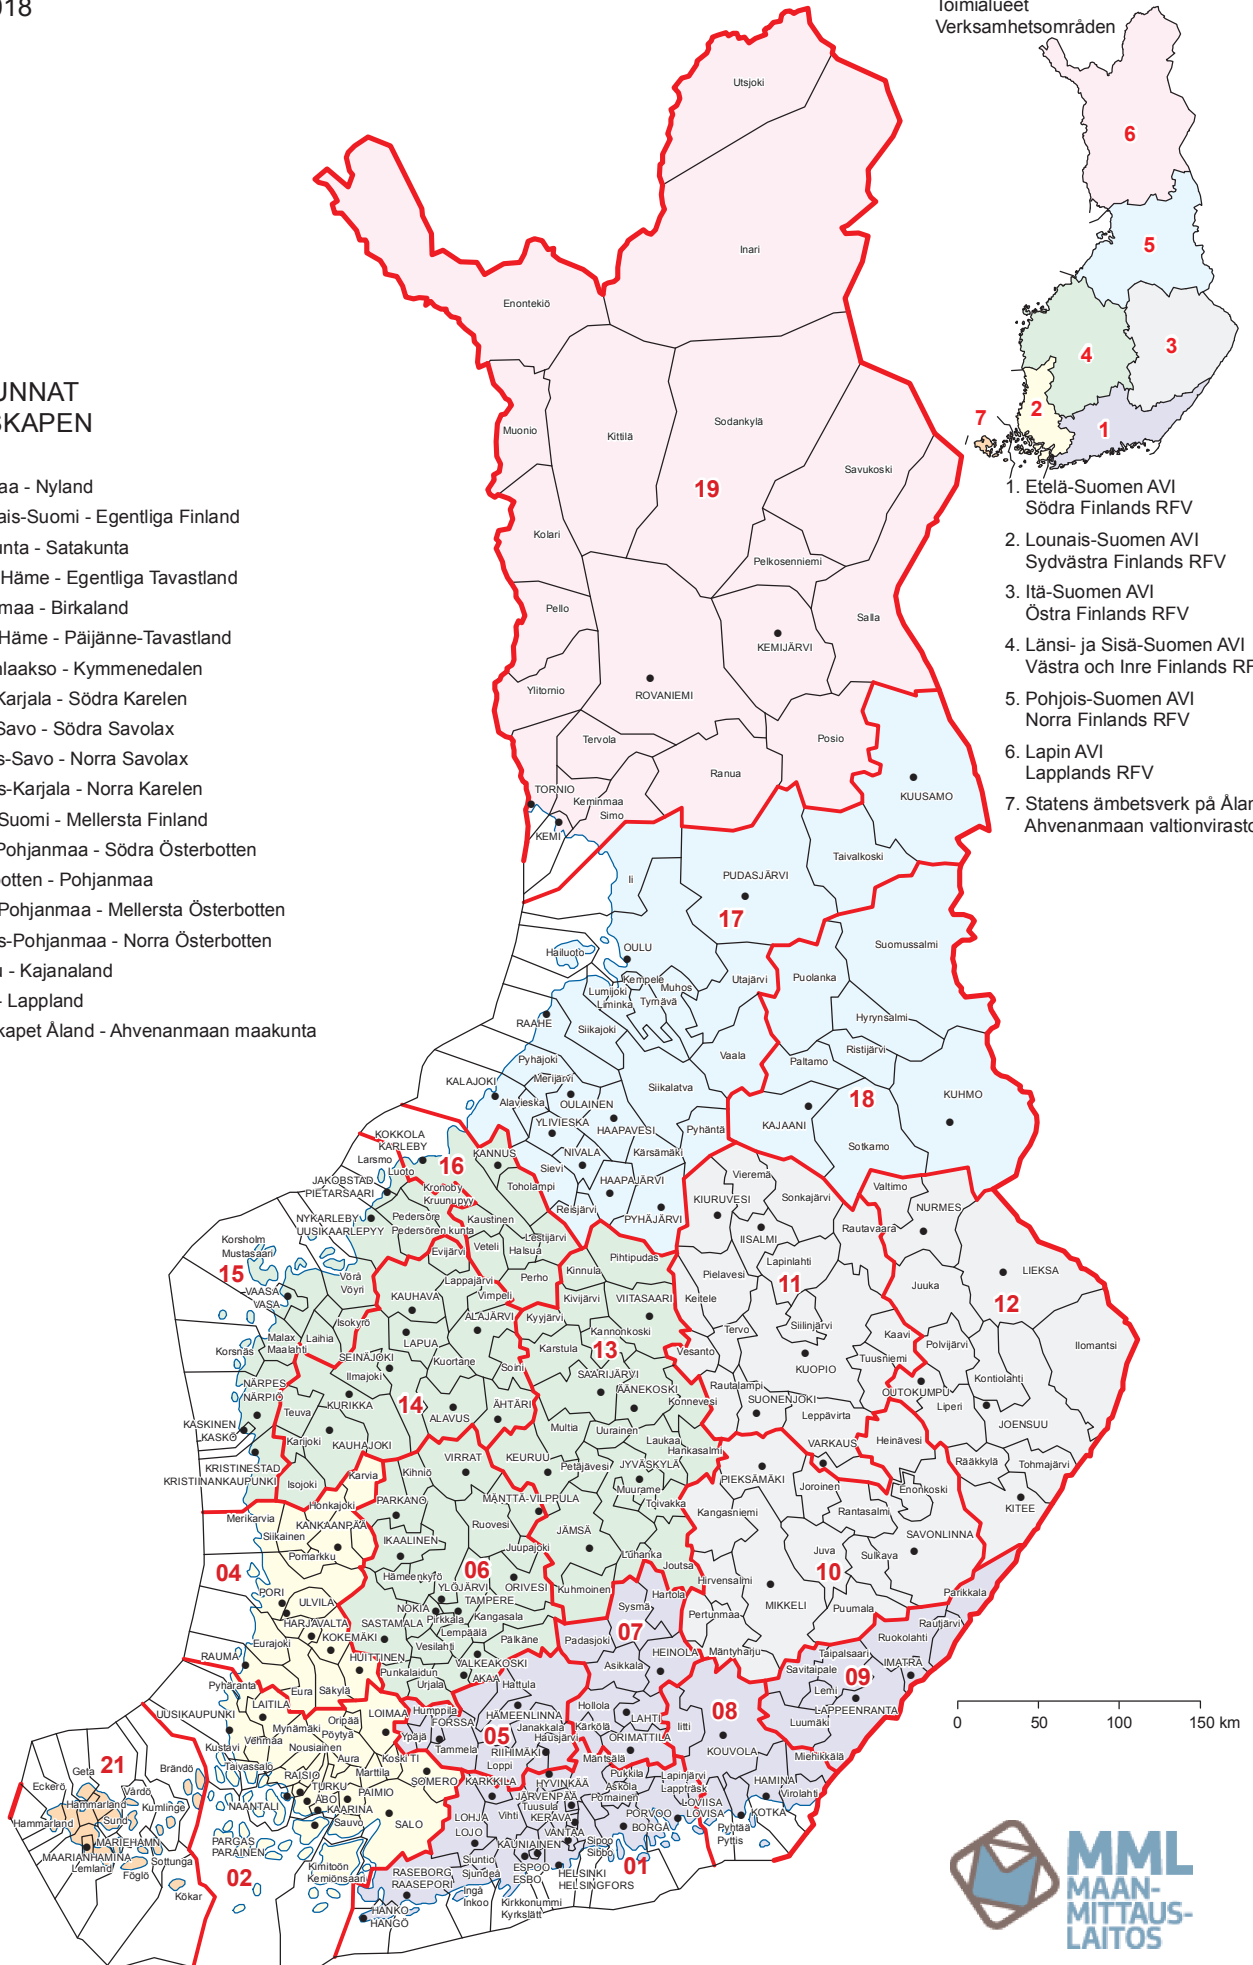 018
Toimialueet
Verksamhetsområden
6
5
4
3
2
7
1
1. Etelä-Suomen AVI
Södra Finlands RFV
2. Lounais-Suomen AVI
Sydvästra Finlands RFV
3. Itä-Suomen AVI
Östra Finlands RFV
4. Länsi- ja Sisä-Suomen AVI
Västra och Inre Finlands RF
5. Pohjois-Suomen AVI
Norra Finlands RFV
6. Lapin AVI
Lapplands RFV
7. Statens ämbetsverk på Ålan
Ahvenanmaan valtionvirasto
UNNAT
SKAPEN
aa - Nyland
ais-Suomi - Egentliga Finland
unta - Satakunta
Häme - Egentliga Tavastland
maa - Birkaland
Häme - Päijänne-Tavastland
nlaakso - Kymmenedalen
Karjala - Södra Karelen
Savo - Södra Savolax
s-Savo - Norra Savolax
s-Karjala - Norra Karelen
Suomi - Mellersta Finland
Pohjanmaa - Södra Österbotten
otten - Pohjanmaa
Pohjanmaa - Mellersta Österbotten
s-Pohjanmaa - Norra Österbotten
u - Kajanaland
- Lappland
kapet Åland - Ahvenanmaan maakunta
Utsjoki
Inari
Enontekiö
Muonio
Kittilä
Sodankylä
Savukoski
19
Kolari
Pelkosenniemi
Pello
Salla
KEMIJÄRVI
Ylitornio
ROVANIEMI
Tervola
Posio
Ranua
TORNIO
Keminmaa
Simo
KEMI
KUUSAMO
Taivalkoski
Ii
PUDASJÄRVI
17
Suomussalmi
Hailuoto
OULU
Kempele
Muhos
Utajärvi
Puolanka
Lumijoki
Liminka
Tyrnävä
RAAHE
Siikajoki
Hyrynsalmi
Vaala
Paltamo
Ristijärvi
Pyhäjoki
Merijärvi
KALAJOKI
Siikalatva
Alavieska
OULAINEN
18
KUHMO
YLIVIESKA
HAAPAVESI
Pyhäntä
KAJAANI
Sotkamo
KOKKOLA
KARLEBY
Larsmo
Luoto
16
KANNUS
NIVALA
Kärsämäki
Sievi
Toholampi
HAAPAJÄRVI
Reisjärvi
PYHÄJÄRVI
JAKOBSTAD
PIETARSAARI
Kronoby
Kruunupyy
NYKARLEBY
UUSIKAARLEPYY
Pedersöre
Pedersören kunta
Kaustinen
Lestijärvi
Evijärvi
Veteli
Halsua
Perho
Korsholm
Mustasaari
15
VAASA
VASA
Vörå
Vöyri
Lappajärvi
KAUHAVA
Vimpeli
Isokyrö
ALAJÄRVI
Malax
Maalahti
Laihia
LAPUA
Korsnäs
SEINÄJOKI
Ilmajoki
Kuortane
Soini
NÄRPES
NÄRPIÖ
Teuva
KURIKKA
14
ALAVUS
ÄHTÄRI
KASKINEN
KASKÖ
Karijoki
KAUHAJOKI
KRISTINESTAD
KRISTIINANKAUPUNKI
Isojoki
Kinnula
Pihtipudas
Kivijärvi
VIITASAARI
Kyyjärvi
Kannonkoski
Karstula
13
SAARIJÄRVI
ÄÄNEKOSKI
Konnevesi
Multia
Uurainen
Laukaa
Hankasalmi
KEURUU
Petäjävesi
JYVÄSKYLÄ
Muurame
Toivakka
JÄMSÄ
Luhanka
Joutsa
Kuhmoinen
Vieremä
KIURUVESI
Sonkajärvi
IISALMI
Rautavaara
Lapinlahti
11
Pielavesi
Keitele
Siilinjärvi
Tervo
Vesanto
Kaavi
Tuusniemi
KUOPIO
Rautalampi
SUONENJOKI
Leppävirta
VARKAUS
Valtimo
NURMES
LIEKSA
Juuka
12
Polvijärvi
Ilomantsi
Kontiolahti
OUTOKUMPU
Liperi
JOENSUU
Heinävesi
Rääkkylä
Tohmajärvi
KITEE
PIEKSÄMÄKI
Joroinen
Enonkoski
Kangasniemi
Rantasalmi
SAVONLINNA
Juva
Sulkava
Hirvensalmi
10
MIKKELI
Puumala
Pertunmaa
Mäntyharju
Karvia
Honkajoki
Merikarvia
Siikainen
KANKAANPÄÄ
Pomarkku
04
PORI
ULVILA
HARJAVALTA
KOKEMÄKI
Eurajoki
RAUMA
HUITTINEN
Eura
Säkylä
Kihniö
VIRRAT
PARKANO
MÄNTTÄ-VILPPULA
Ruovesi
IKAALINEN
Juupajoki
Hämeenkyrö
06
YLÖJÄRVI
ORIVESI
TAMPERE
NOKIA
Pirkkala
Kangasala
SASTAMALA
Lempäälä
Vesilahti
Pälkäne
Punkalaidun
VALKEAKOSKI
Urjala
AKAA
Hartola
Sysmä
07
Padasjoki
HEINOLA
Asikkala
Hollola
LAHTI
Kärkölä
ORIMATTILA
Parikkala
Rautjärvi
Ruokolahti
Taipalsaari
Savitaipale
IMATRA
09
Lemi
LAPPEENRANTA
Luumäki
08
Iitti
KOUVOLA
Miehikkälä
HAMINA
Virolahti
KOTKA
Pyhtää
Pyttis
Hattula
Humppila
HÄMEENLINNA
FORSSA
Janakkala
Ypäjä
05
Hausjärvi
Tammela
RIIHIMÄKI
Loppi
Pyhäranta
UUSIKAUPUNKI
LAITILA
Mynämäki
Oripää
LOIMAA
Pöytyä
Kustavi
Vehmaa
Nousiainen
Aura
Koski Tl
Taivassalo
Marttila
RAISIO
TURKU
ÅBO
SOMERO
NAANTALI
PAIMIO
KAARINA
Sauvo
SALO
PARGAS
PARAINEN
Kimitoön
Kemiönsaari
02
Mäntsälä
KARKKILA
HYVINKÄÄ
Pukkila
Lapinjärvi
Lappträsk
JÄRVENPÄÄ
Askola
Pornainen
LOHJA
LOJO
Vihti
Tuusula
KERAVA
LOVIISA
LOVISA
PORVOO
BORGÅ
VANTAA
KAUNIAINEN
Sipoo
Sibbo
Siuntio
Sjundeå
ESPOO
ESBO
HELSINKI
HELSINGFORS
01
RASEBORG
RAASEPORI
Ingå
Inkoo
Kirkkonummi
Kyrkslätt
HANKO
HANGÖ
21
Geta
Eckerö
Brändö
Vårdö
Hammarland
Hammarland
Kumlinge
Sund
MARIEHAMN
MAARIANHAMINA
Lemland
Sottunga
Föglö
Kökar
0 50 100 150 km
MML
MAAN-
MITTAUS-
LAITOS